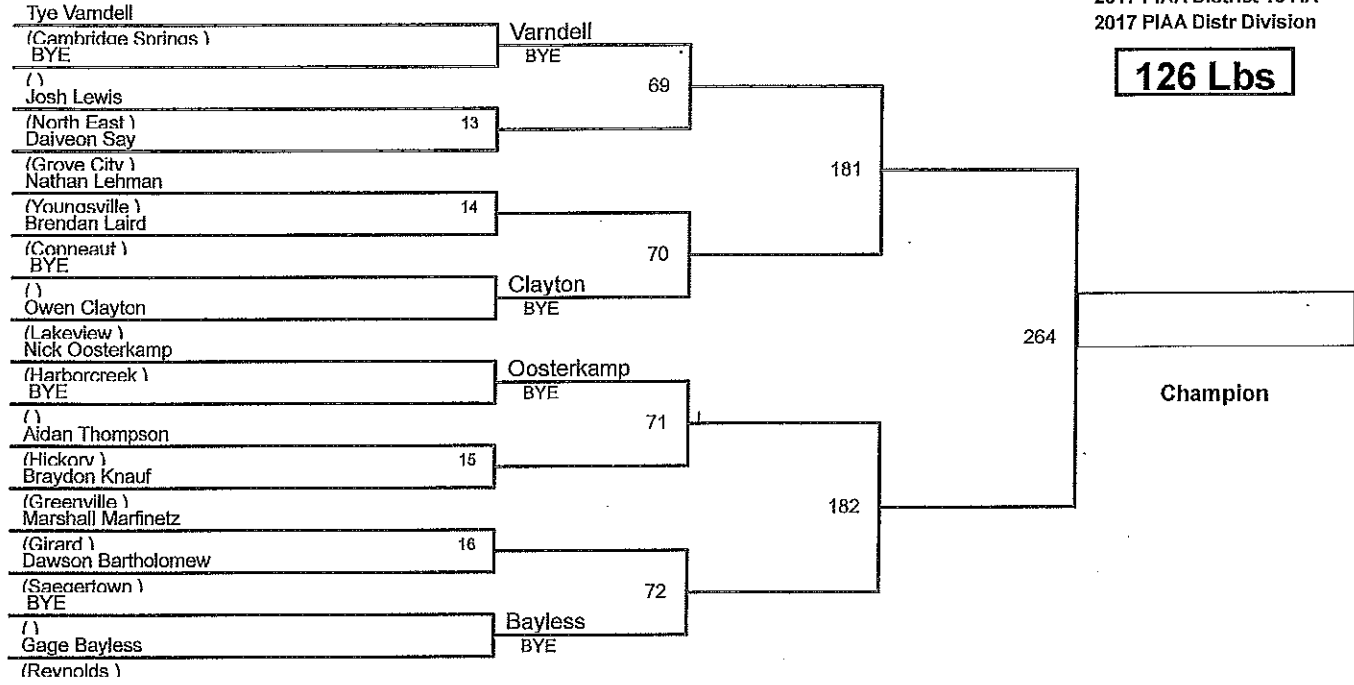 2017 PIAA Distr Division
126 Lbs
Tye Varndell
(Cambridge Springs )
BYE
( )
Josh Lewis
(North East )
Daiveon Say
(Grove City )
Nathan Lehman
(Youngsville )
Brendan Laird
(Conneaut )
BYE
( )
Owen Clayton
(Lakeview )
Nick Oosterkamp
(Harborcreek )
BYE
( )
Aidan Thompson
(Hickory )
Braydon Knauf
(Greenville )
Marshall Marfinetz
(Girard )
Dawson Bartholomew
(Saegertown )
BYE
( )
Gage Bayless
(Reynolds )
Varndell
BYE
13
14
Clayton
BYE
Oosterkamp
BYE
15
16
Bayless
BYE
69
70
71
72
181
182
264
Champion